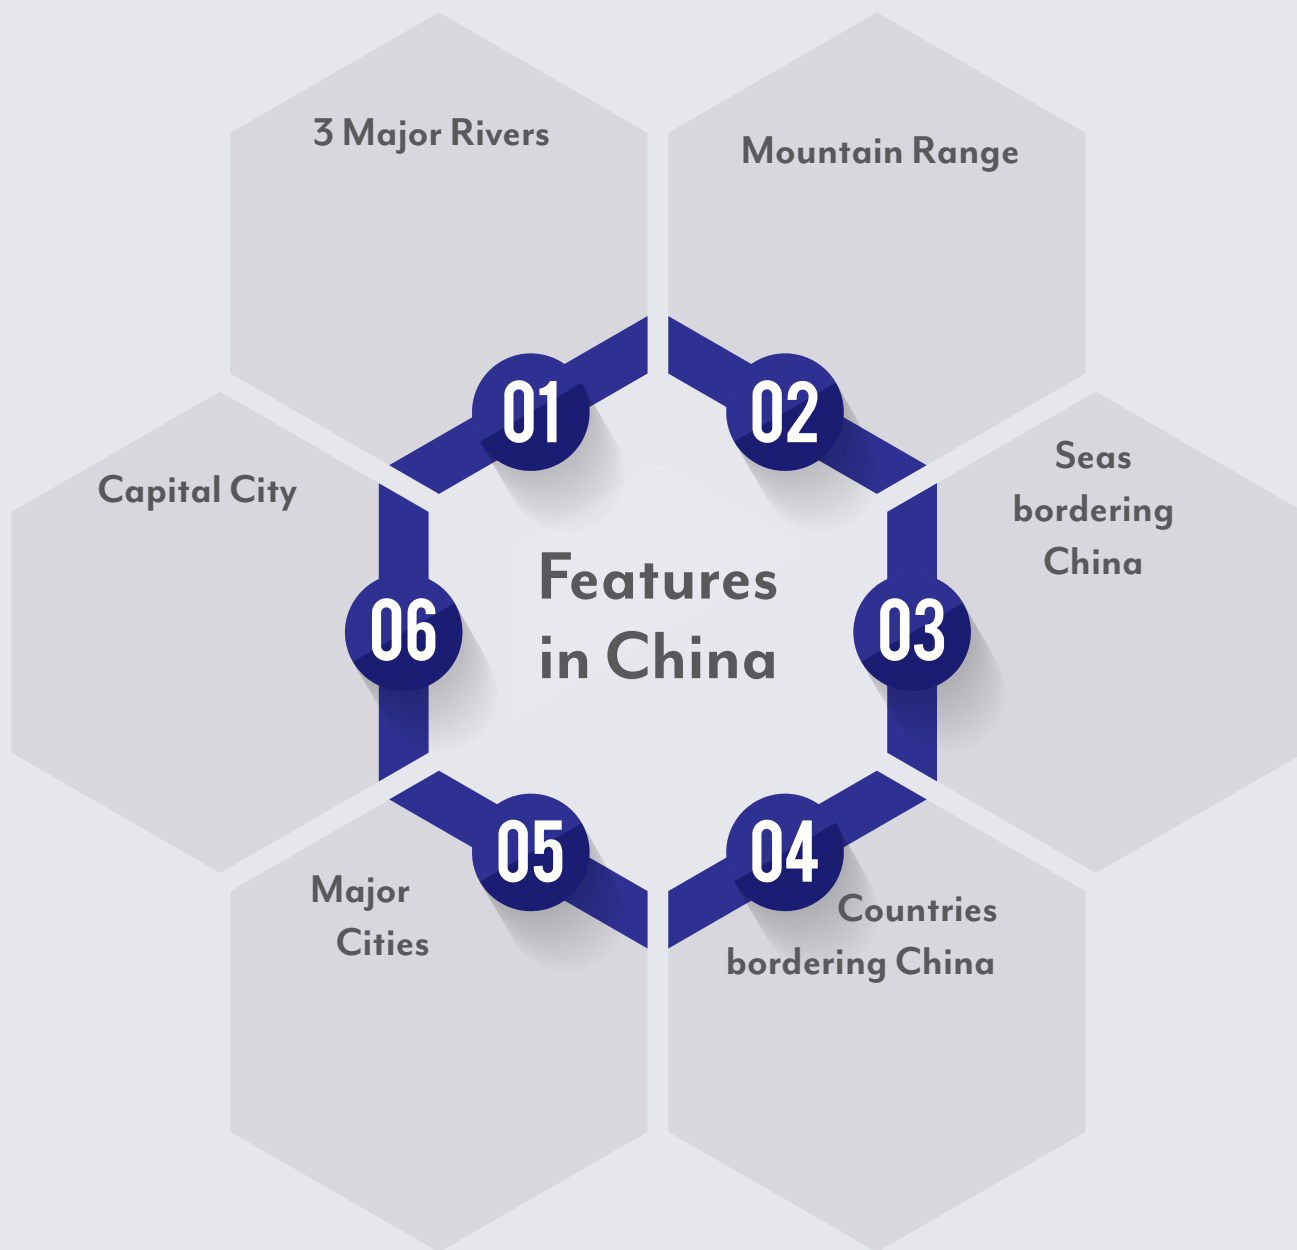 3 Major Rivers
01
Mountain Range
02
Seas
bordering
China
03
Countries
bordering China
04
Major
Cities
05
Capital City
06
Features
in China